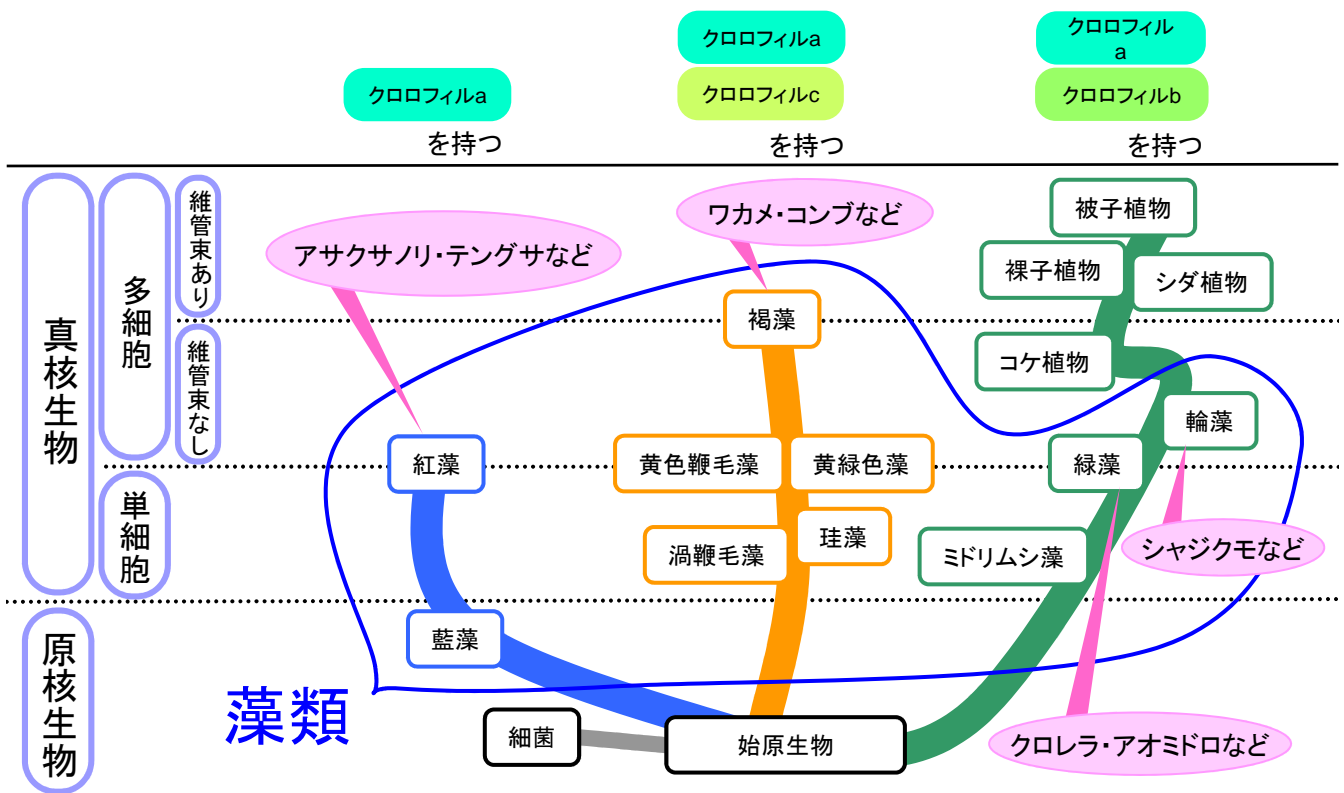 クロロフィルa
クロロフィルa
クロロフィルc
クロロフィル
a
クロロフィルb
を持つ
を持つ
を持つ
真核生物
多細胞
維管束あり
維管束なし
単細胞
原核生物
アサクサノリ・テングサなど
ワカメ・コンブなど
被子植物
裸子植物
シダ植物
褐藻
コケ植物
輪藻
紅藻
黄色鞭毛藻
黄緑色藻
緑藻
渦鞭毛藻
珪藻
ミドリムシ藻
シャジクモなど
藍藻
藻類
細菌
始原生物
クロレラ・アオミドロなど